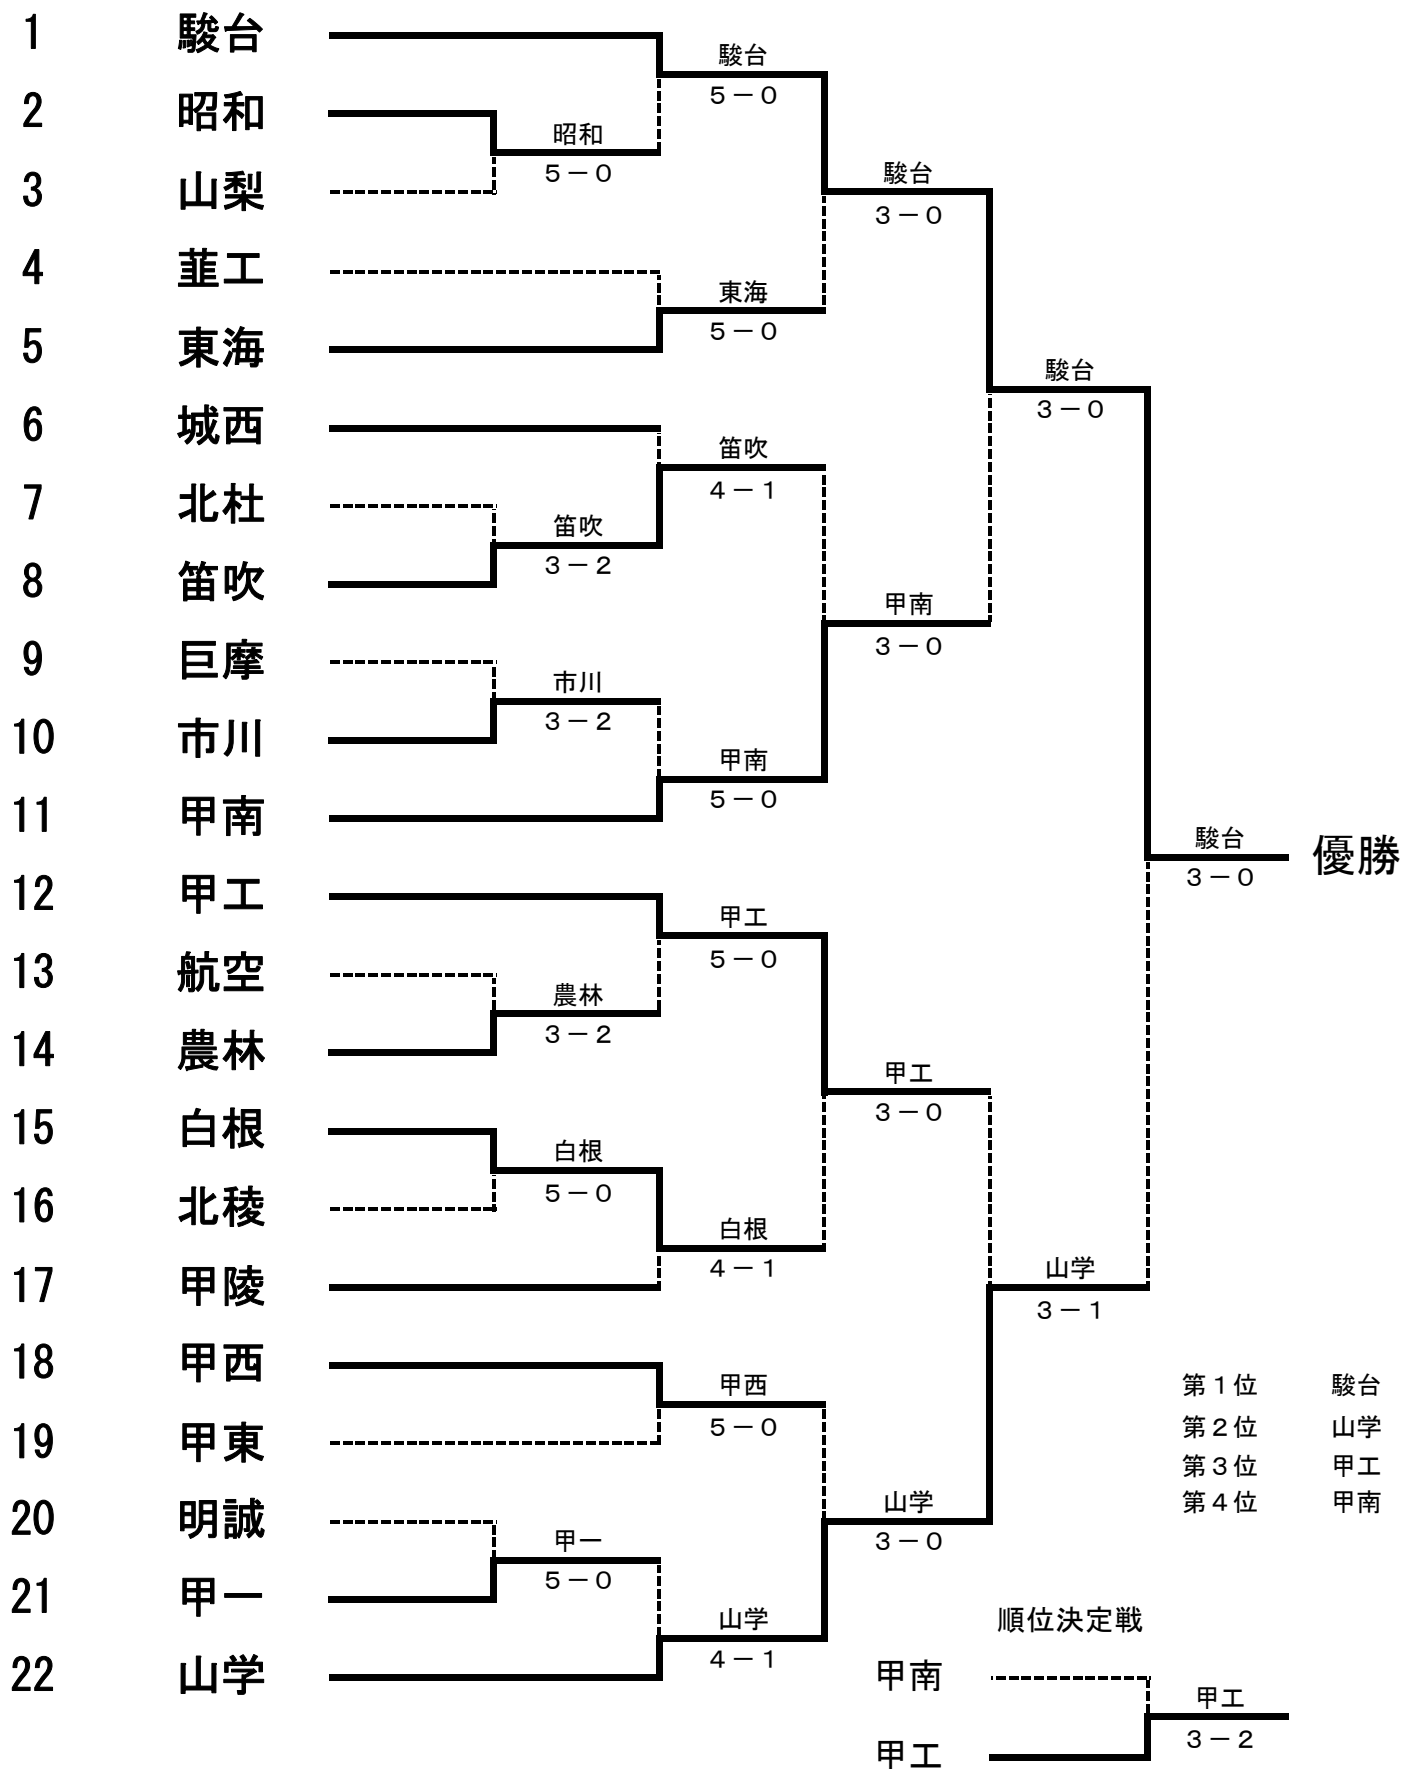 1 駿台
駿台
5－0
2 昭和
昭和
5－0
3 山梨
駿台
3－0
4 韮工
東海
5－0
5 東海
駿台
3－0
6 城西
笛吹
4－1
7 北杜
笛吹
3－2
8 笛吹
甲南
3－0
9 巨摩
市川
3－2
10 市川
甲南
5－0
11 甲南
駿台
3－0
優勝
12 甲工
甲工
5－0
13 航空
農林
3－2
14 農林
甲工
3－0
15 白根
白根
5－0
16 北稜
白根
4－1
17 甲陵
山学
3－1
18 甲西
甲西
5－0
19 甲東
第1位 駿台
第2位 山学
第3位 甲工
第4位 甲南
20 明誠
山学
3－0
甲一
5－0
21 甲一
山学
4－1
22 山学
順位決定戦
甲南
甲工
3－2
甲工